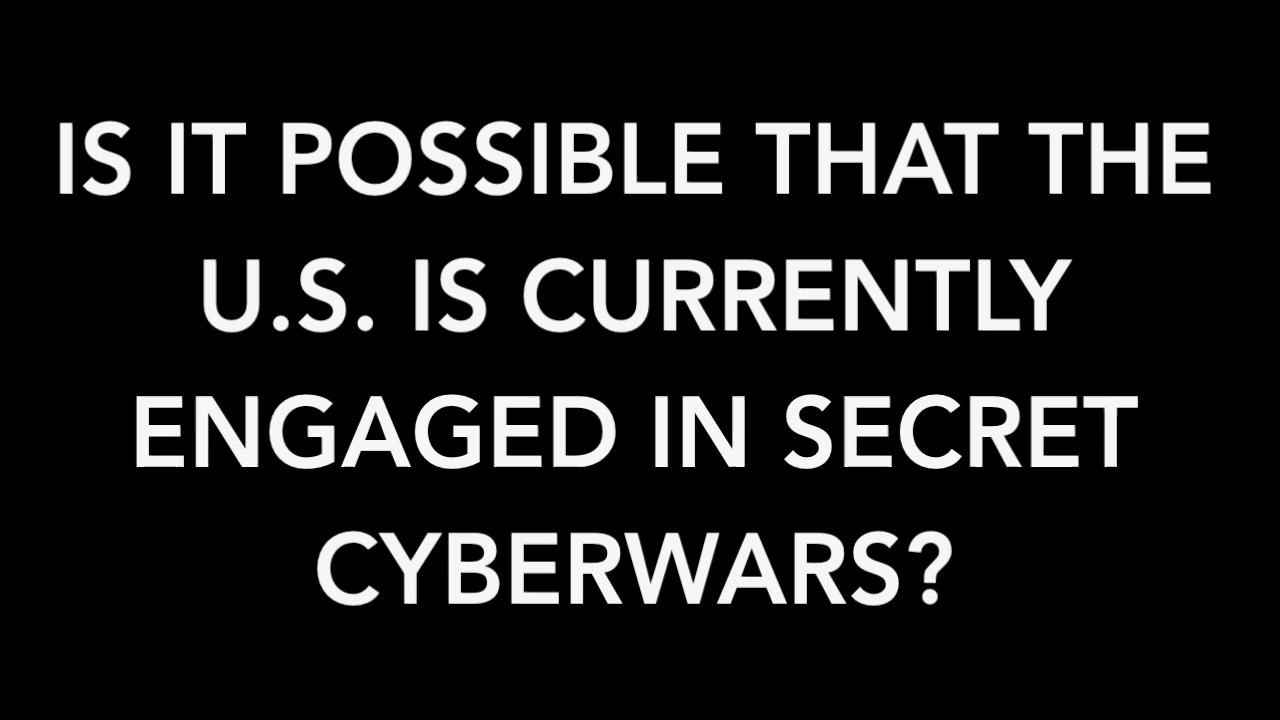 IS IT POSSIBLE THAT THE
U.S. IS CURRENTLY
ENGAGED IN SECRET
CYBERWARS?